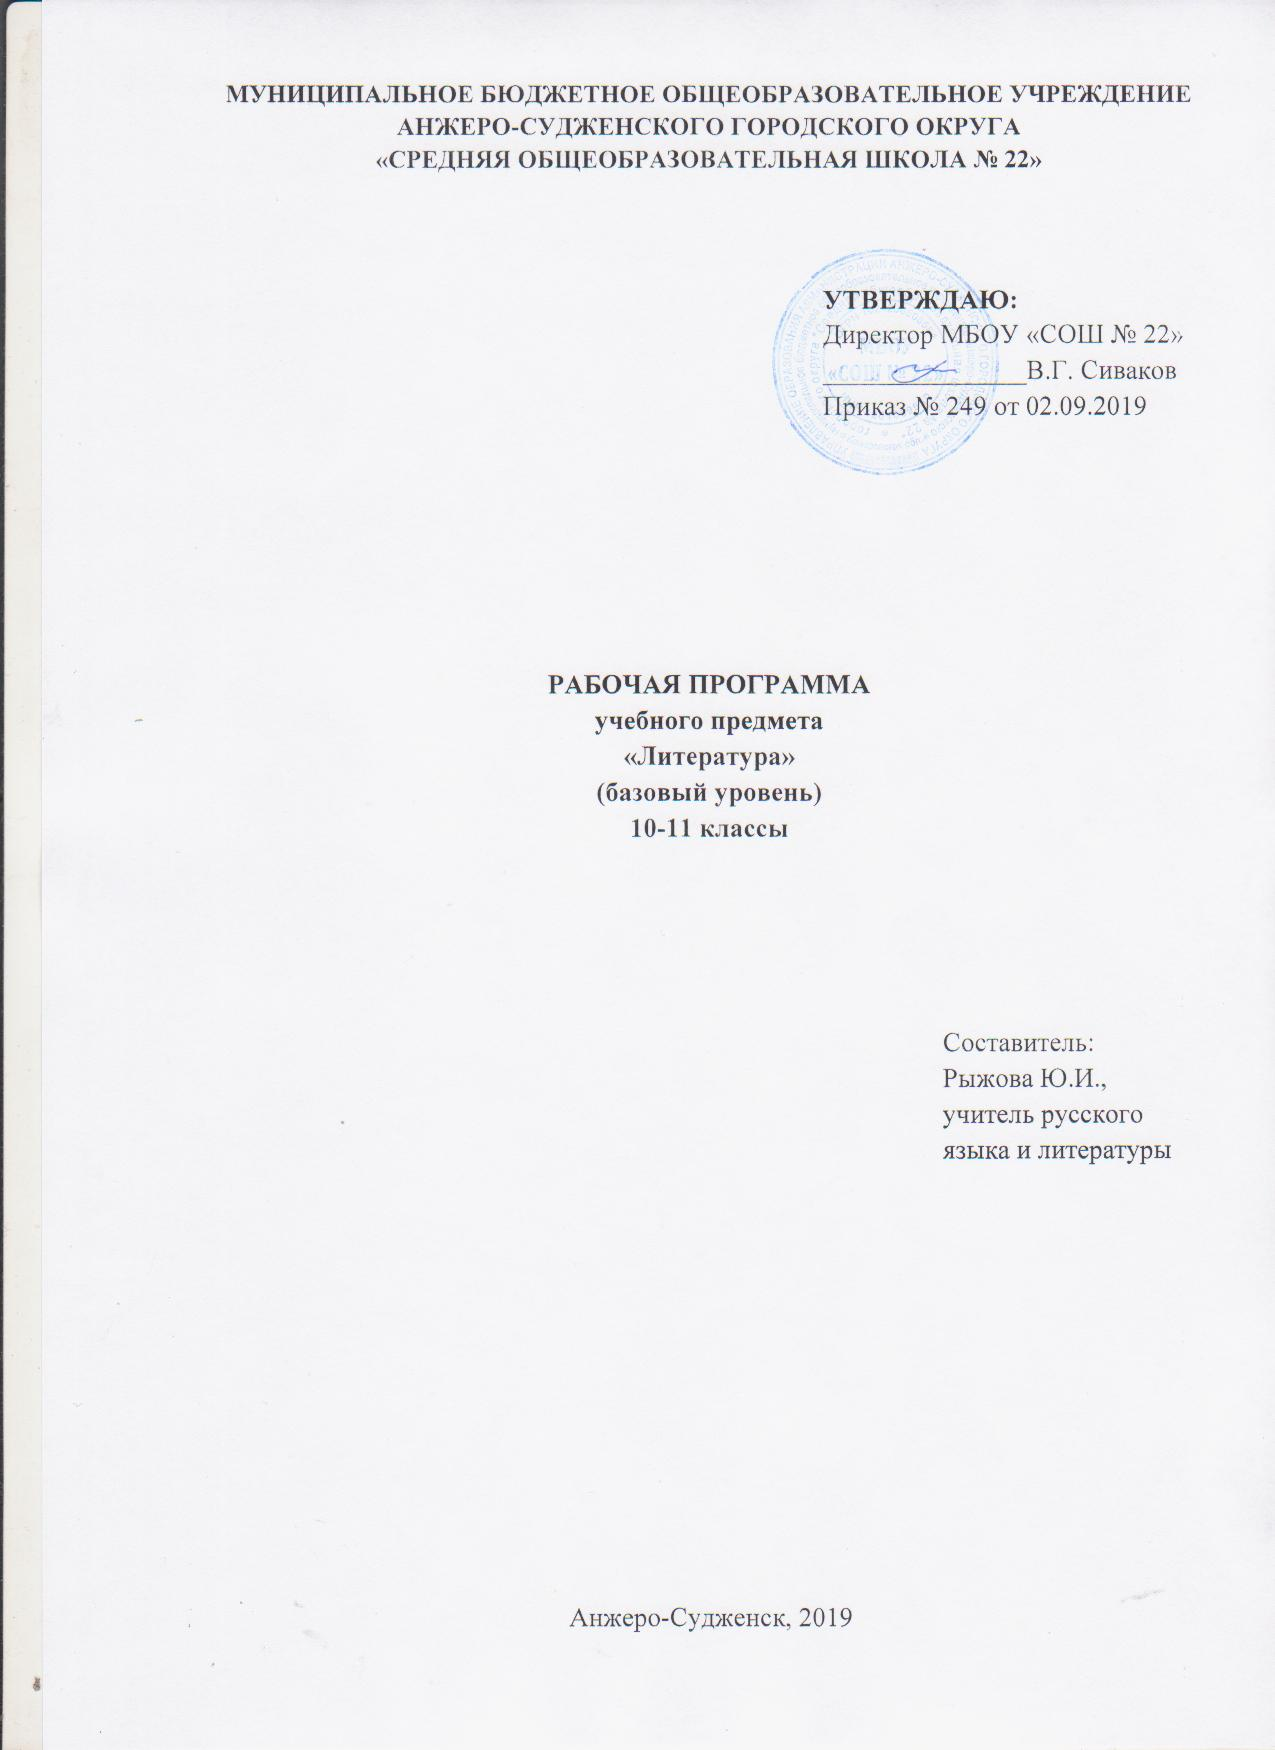 МУНИЦИПАЛЬНОЕ БЮДЖЕТНОЕ ОБЩЕОБРАЗОВАТЕЛЬНОЕ УЧРЕЖДЕНИЕ
АНЖЕРО-СУДЖЕНСКОГО ГОРОДСКОГО ОКРУГА
«СРЕДНЯЯ ОБЩЕОБРАЗОВАТЕЛЬНАЯ ШКОЛА № 22»
УТВЕРЖДАЮ:
Директор МБОУ «СОШ № 22»
_______________В.Г. Сиваков
Приказ № 249 от 02.09.2019
РАБОЧАЯ ПРОГРАММА
учебного предмета
«Литература»
(базовый уровень)
10-11 классы
Составитель:
Рыжова Ю.И.,
учитель русского
языка и литературы
Анжеро-Судженск, 2019